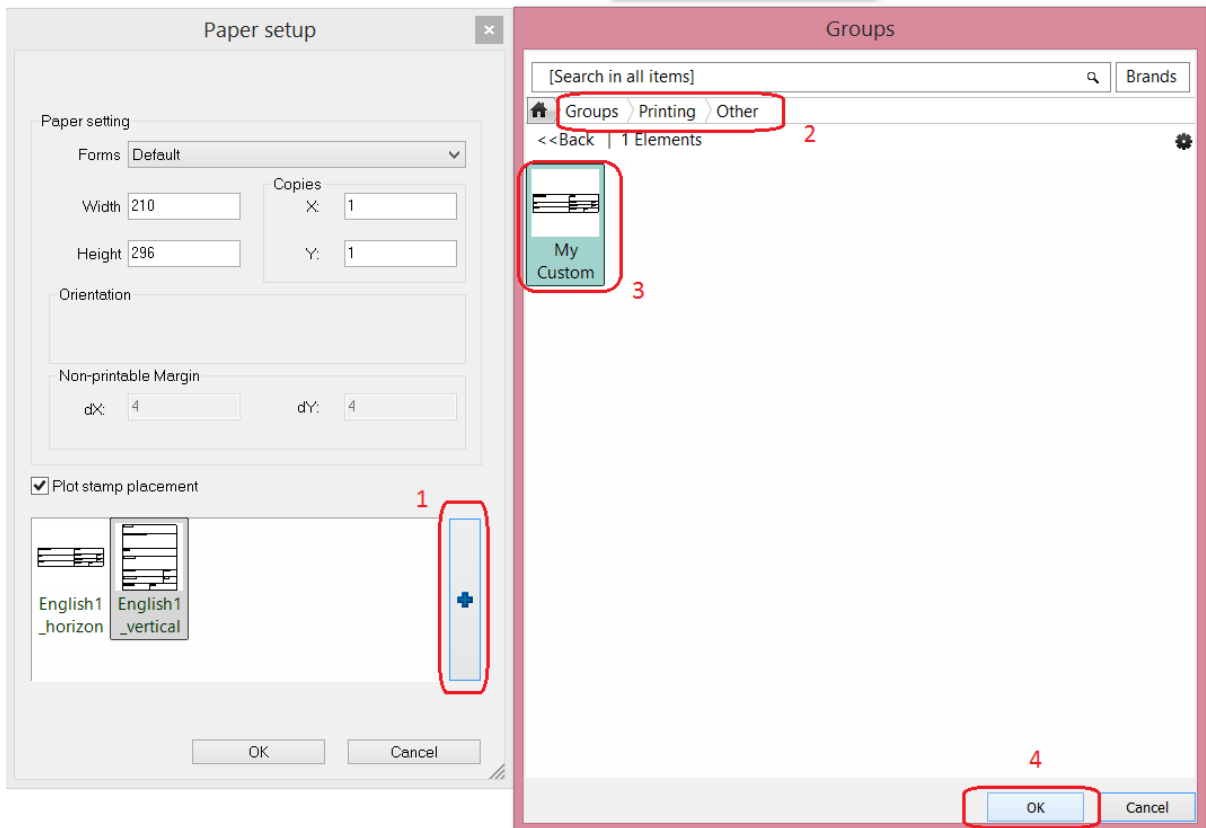 Paper setup
Paper setting
Forms Default
Copies
Width 210 X: 1
Height 296 Y: 1
Orientation
Non-printable Margin
dX: 4 dY: 4
Plot stamp placement
1
English1 English1
_horizon _vertical
OK Cancel
Groups
[Search in all items] Brands
Groups Printing Other
2
<<Back | 1 Elements
My
Custom
3
4
OK Cancel